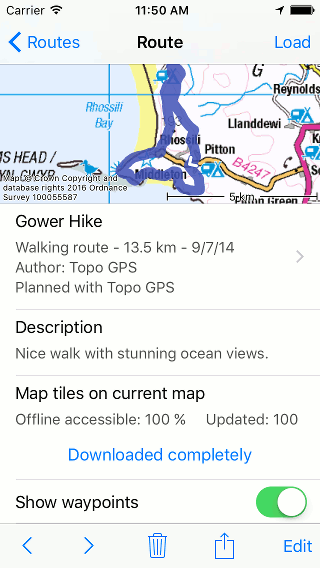 Carrier 11:50 AM
Routes Route Load
G
Reynolds
Rhossili
Bay
Llanddewi
Rhossili
Pitton
B4247
MS HEAD /
Middleton
Map: © Crown Copyright and
database rights 2016 Ordnance
Survey 100055587
5 km
Green
Gower Hike
Walking route - 13.5 km - 9/7/14
Author: Topo GPS
Planned with Topo GPS
Description
Nice walk with stunning ocean views.
Map tiles on current map
Offline accessible: 100 % Updated: 100
Downloaded completely
Show waypoints
Edit